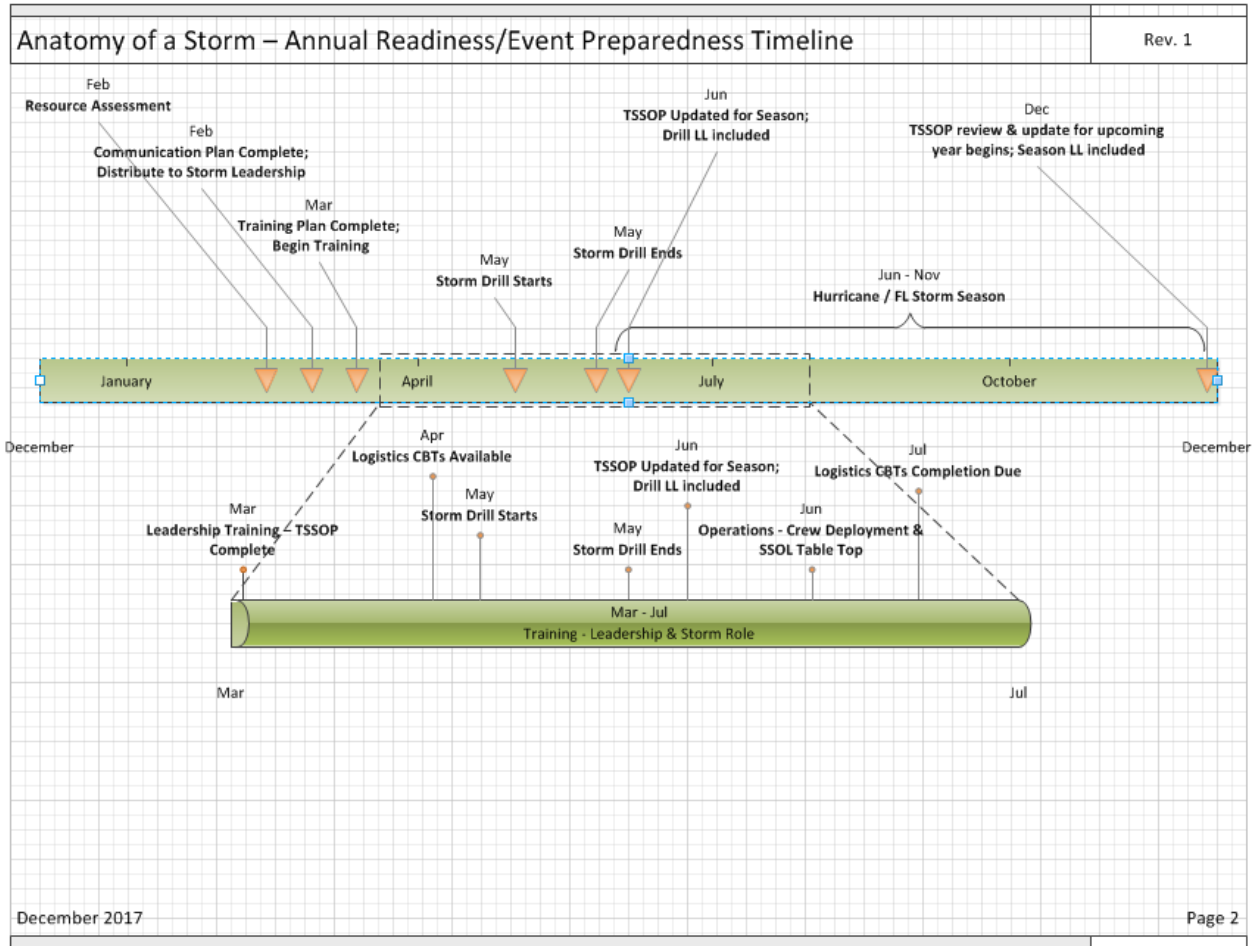 Anatomy of a Storm – Annual Readiness/Event Preparedness Timeline
Rev. 1
Feb
Resource Assessment
Feb
Communication Plan Complete;
Distribute to Storm Leadership
Mar
Training Plan Complete;
Begin Training
May
Storm Drill Starts
May
Storm Drill Ends
Jun
TSSOP Updated for Season;
Drill LL included
Jun - Nov
Hurricane / FL Storm Season
Dec
TSSOP review & update for upcoming
year begins; Season LL included
January
April
July
October
December
December
Mar
Leadership Training – TSSOP
Complete
Apr
Logistics CBTs Available
May
Storm Drill Starts
May
Storm Drill Ends
Jun
TSSOP Updated for Season;
Drill LL included
Jun
Operations - Crew Deployment &
SSOL Table Top
Jul
Logistics CBTs Completion Due
Mar - Jul
Training - Leadership & Storm Role
Mar
Jul
December 2017
Page 2